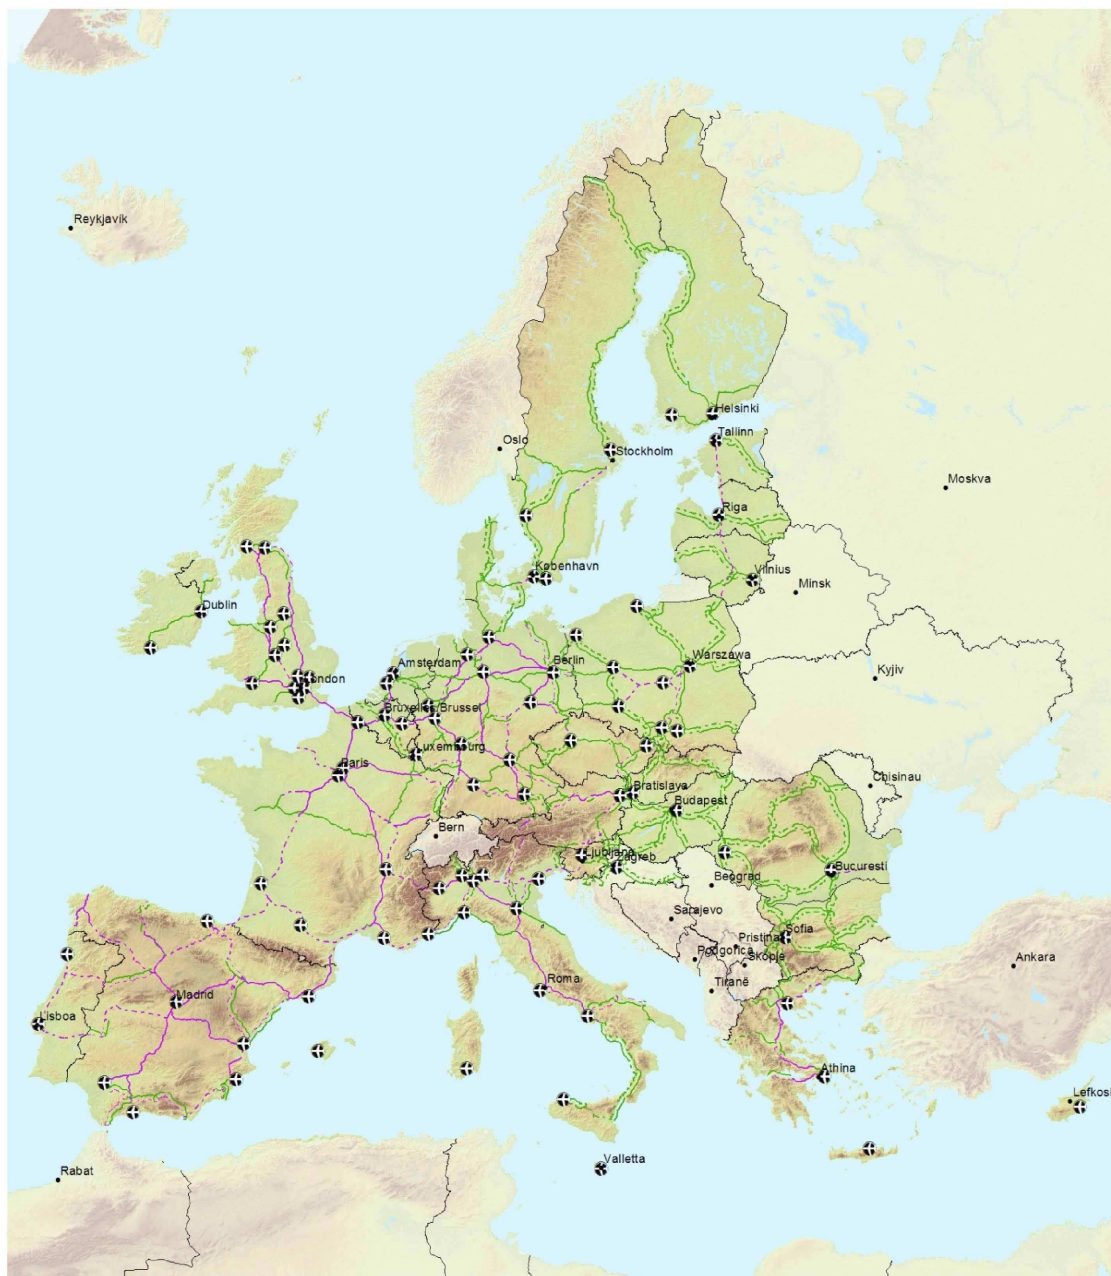 Reykjavík
Helsinki
Tallinn
Oslo
Stockholm
Moskva
Riga
København
Vilnius
Minsk
Dublin
Amsterdam
Berlin
Warszawa
London
Kyjiv
Bruxelles/Brussel
Luxembourg
Paris
Chisinau
Bratislava
Budapest
Bern
Ljubljana
Zagreb
Bucuresti
Beograd
Sarajevo
Sofia
Pristina
Podgorica
Skopje
Ankara
Roma
Tiranë
Madrid
Lisboa
Athina
Lefkosi
Valletta
Rabat